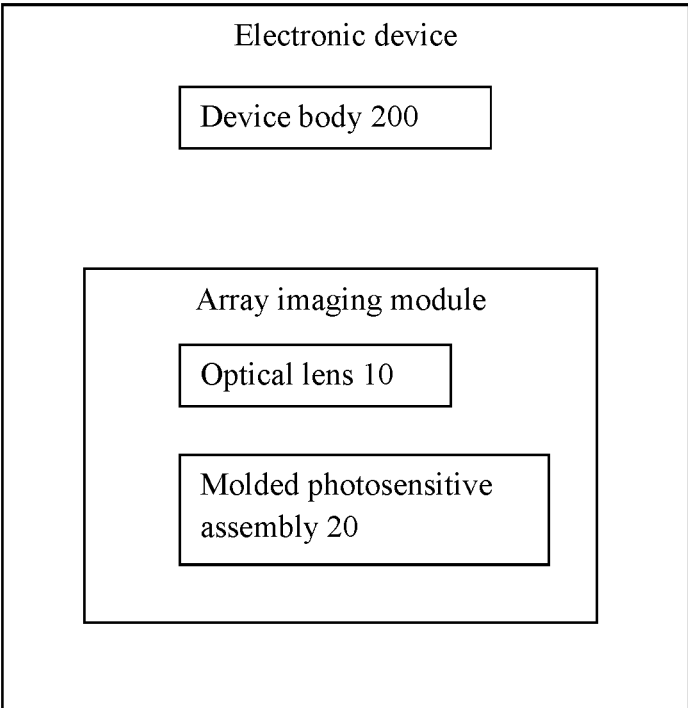 Electronic device
Device body 200
Array imaging module
Optical lens 10
Molded photosensitive
assembly 20